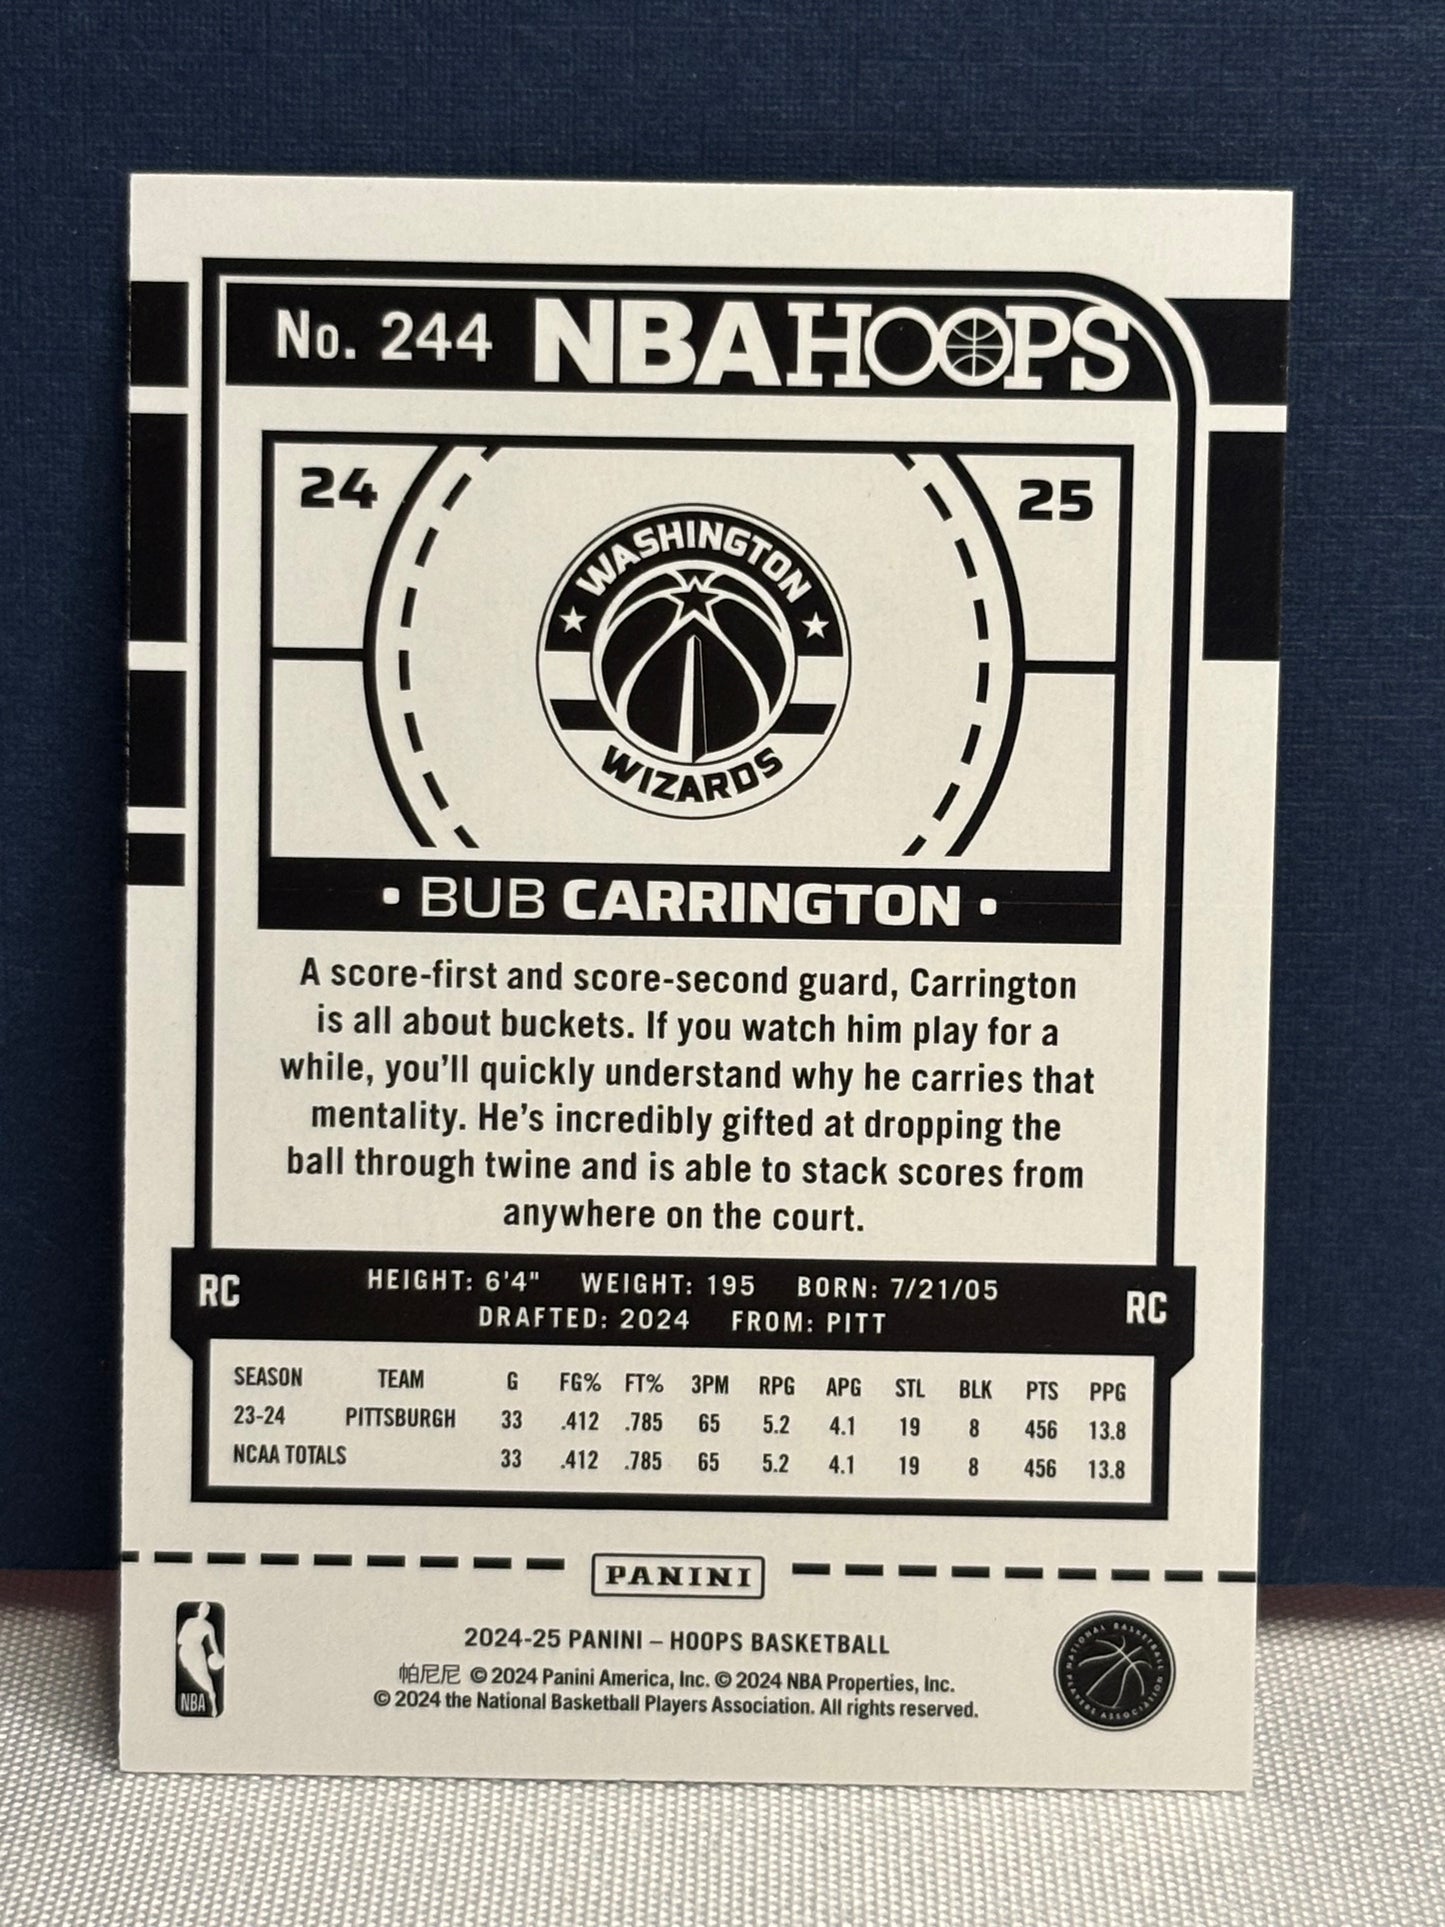 No. 244 NBA HOOPS
24 25
WASHINGTON
WIZARDS
• BUB CARRINGTON •
A score-first and score-second guard, Carrington
is all about buckets. If you watch him play for a
while, you'll quickly understand why he carries that
mentality. He's incredibly gifted at dropping the
ball through twine and is able to stack scores from
anywhere on the court.
RC HEIGHT: 6'4" WEIGHT: 195 BORN: 7/21/05 RC
DRAFTED: 2024 FROM: PITT
SEASON TEAM G FG% FT% 3PM RPG APG STL BLK PTS PPG
23-24 PITTSBURGH 33 .412 .785 65 5.2 4.1 19 8 456 13.8
NCAA TOTALS 33 .412 .785 65 5.2 4.1 19 8 456 13.8
PANINI
2024-25 PANINI – HOOPS BASKETBALL
帕尼尼 © 2024 Panini America, Inc. © 2024 NBA Properties, Inc.
© 2024 the National Basketball Players Association. All rights reserved.
NBA
NATIONAL BASKETBALL
PLAYERS ASSOCIATION